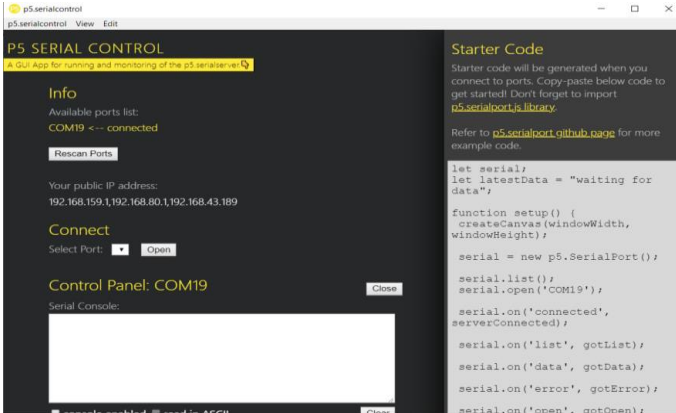 p5.serialcontrol
p5.serialcontrol View Edit
P5 SERIAL CONTROL
A GUI App for running and monitoring of the p5.serialserver.
Info
Available ports list:
COM19 <-- connected
Rescan Ports
Your public IP address:
192.168.159.1,192.168.80.1,192.168.43.189
Connect
Select Port:
Open
Control Panel: COM19
Close
Serial Console:
console enabled
read in ASCII
Clear
Starter Code
Starter code will be generated when you
connect to ports. Copy-paste below code to
get started! Don't forget to import
p5.serialport.js library.
Refer to p5.serialport github page for more
example code.
let serial;
let latestData = "waiting for
data";
function setup() {
createCanvas(windowWidth,
windowHeight);
serial = new p5.SerialPort();
serial.list();
serial.open('COM19');
serial.on('connected',
serverConnected);
serial.on('list', gotList);
serial.on('data', gotData);
serial.on('error', gotError);
serial.on('open', gotOpen);